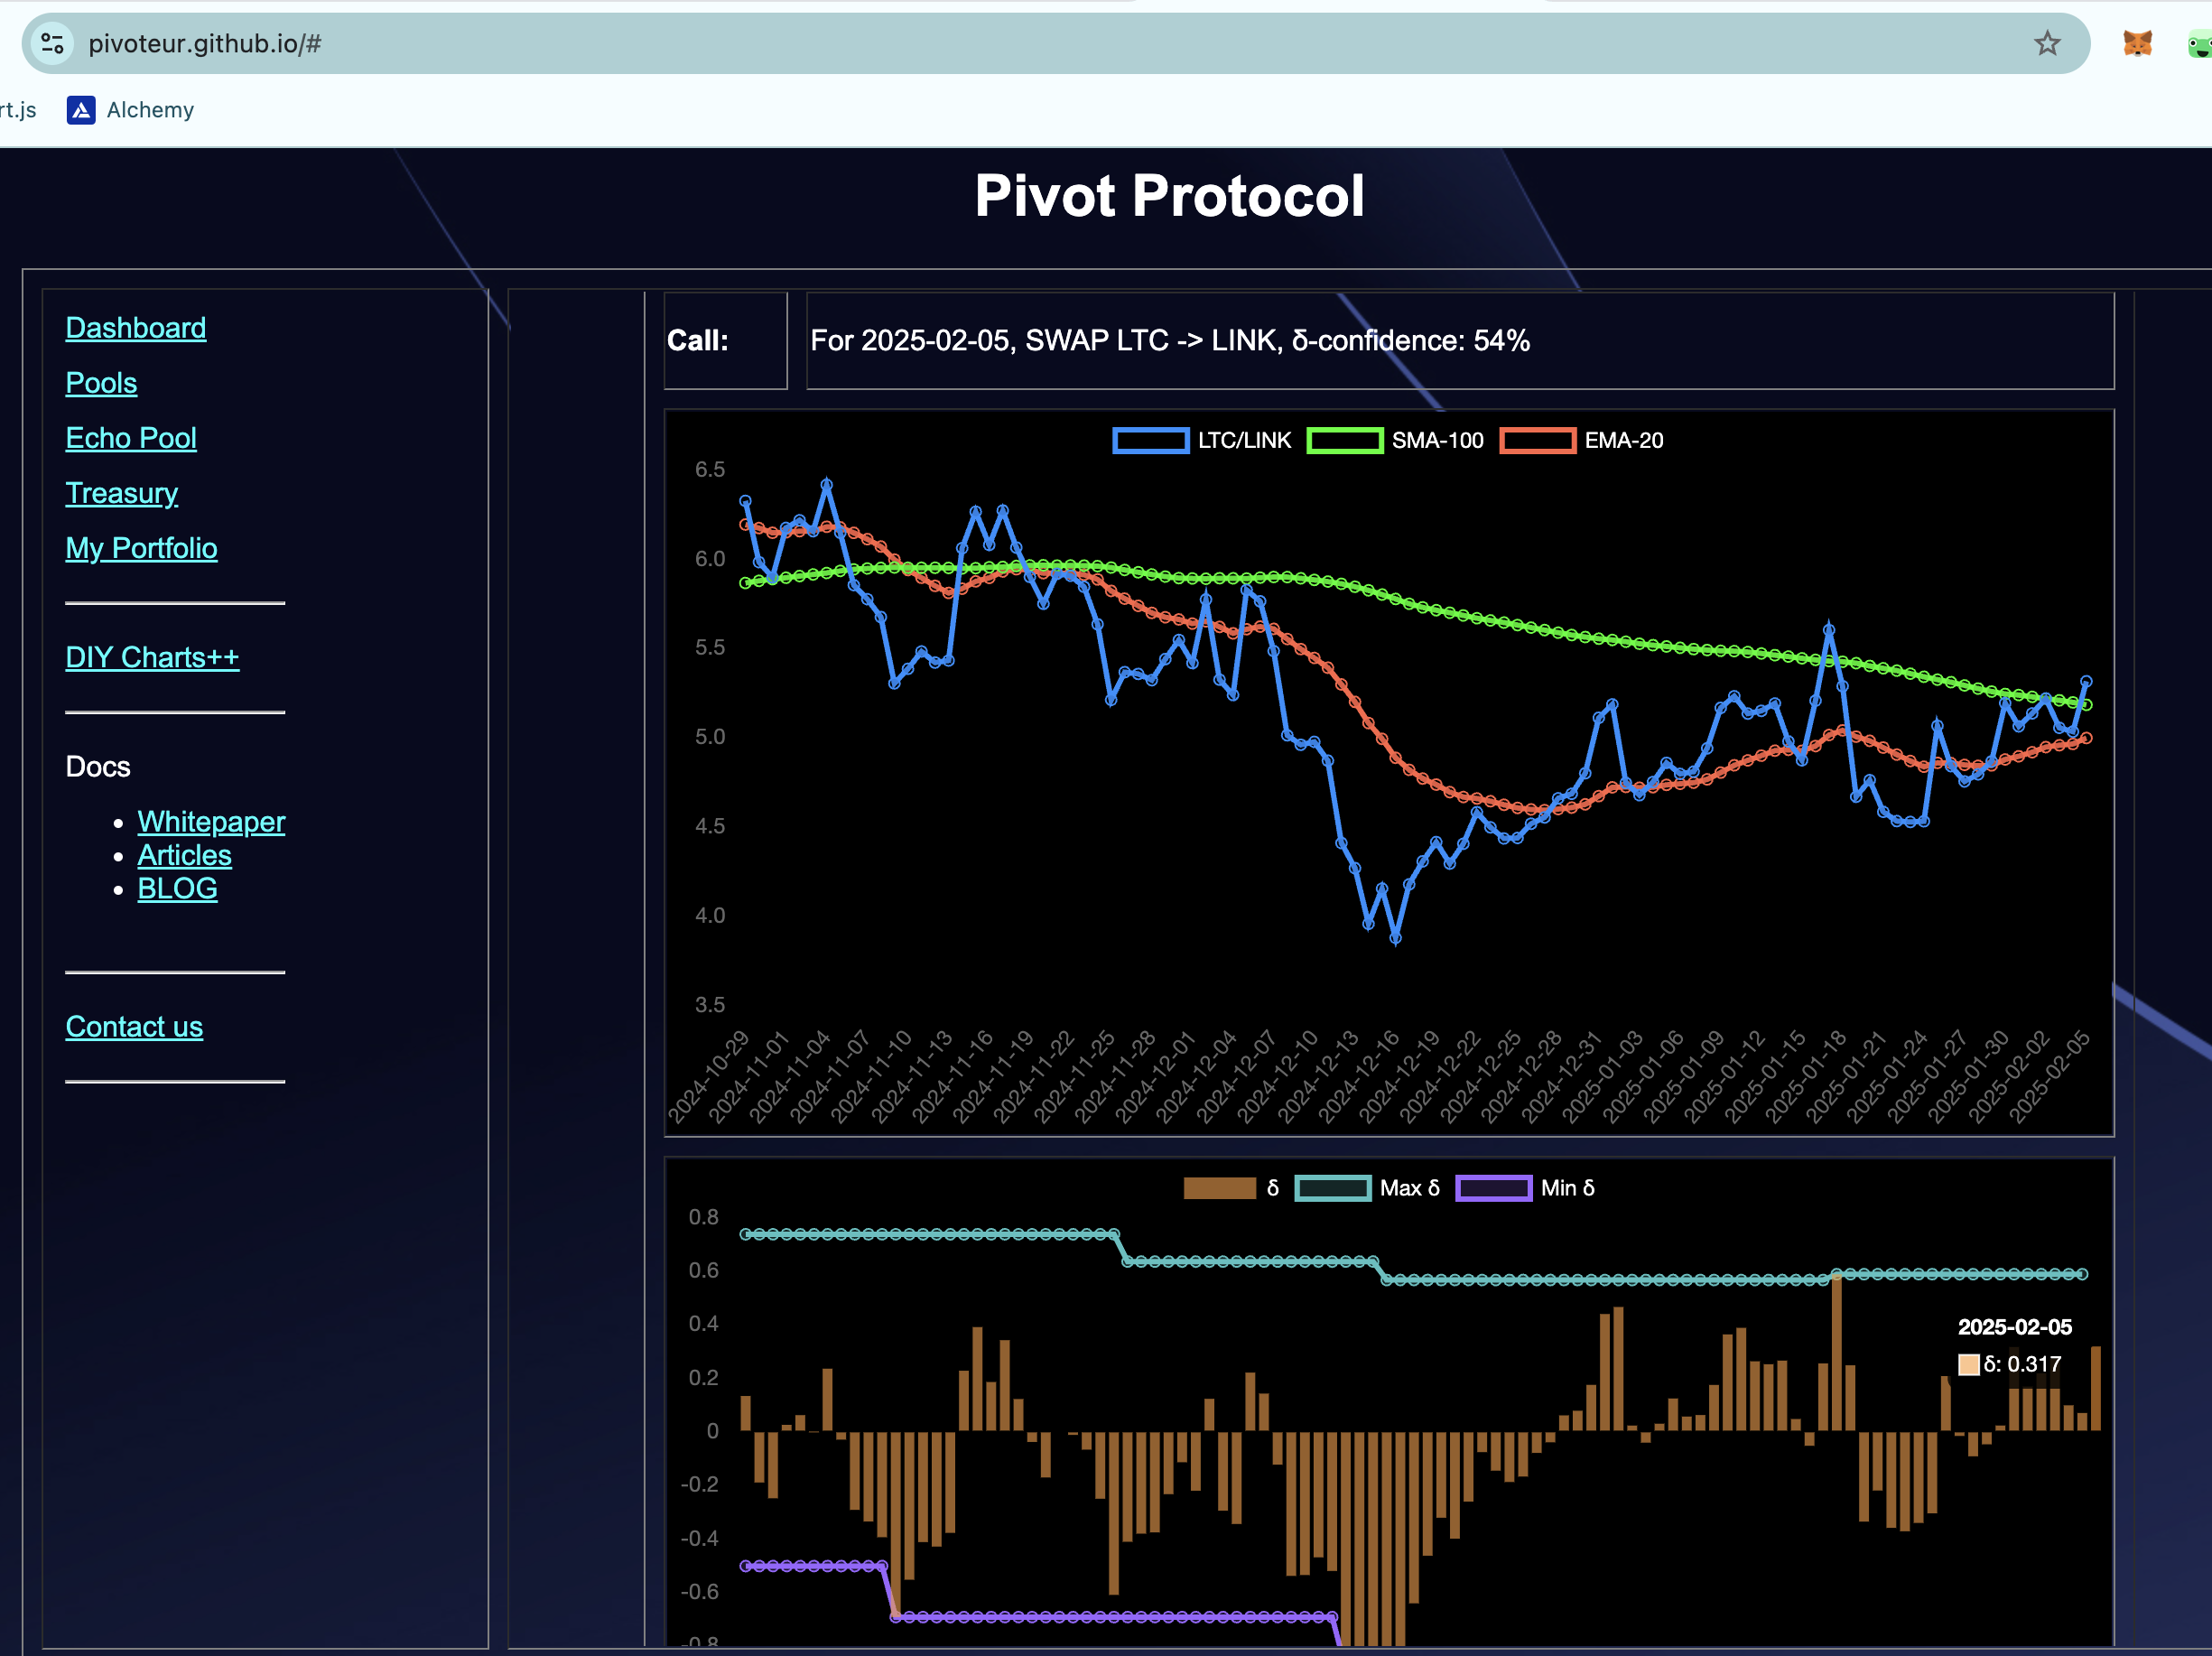 pivoteur.github.io/#
rt.js
Alchemy
Pivot Protocol
Dashboard
Pools
Echo Pool
Treasury
My Portfolio
DIY Charts++
Docs
Whitepaper
Articles
BLOG
Contact us
Call:
For 2025-02-05, SWAP LTC -> LINK, δ-confidence: 54%
LTC/LINK SMA-100 EMA-20
6.5
6.0
5.5
5.0
4.5
4.0
3.5
2024-10-29
2024-11-01
2024-11-04
2024-11-07
2024-11-10
2024-11-13
2024-11-16
2024-11-19
2024-11-22
2024-11-25
2024-11-28
2024-12-01
2024-12-04
2024-12-07
2024-12-10
2024-12-13
2024-12-16
2024-12-19
2024-12-22
2024-12-25
2024-12-28
2024-12-31
2025-01-03
2025-01-06
2025-01-09
2025-01-12
2025-01-15
2025-01-18
2025-01-21
2025-01-24
2025-01-27
2025-01-30
2025-02-02
2025-02-05
δ Max δ Min δ
0.8
0.6
0.4
0.2
0
-0.2
-0.4
-0.6
-0.8
2025-02-05
δ: 0.317